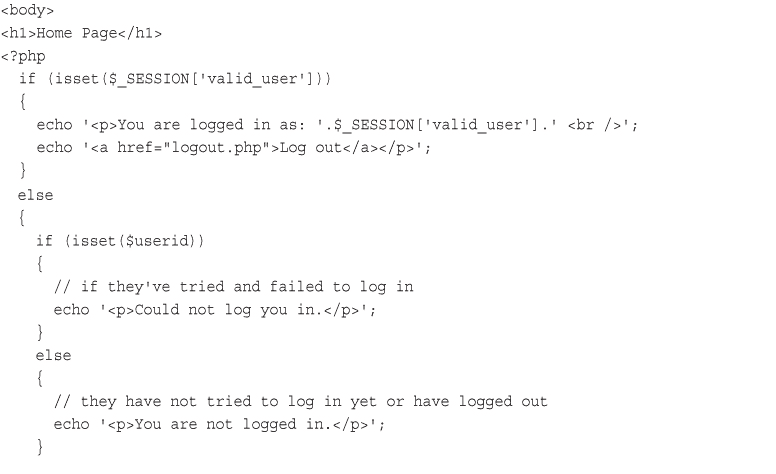 <body>
<h1>Home Page</h1>
<?php
  if (isset($_SESSION['valid_user']))
  {
    echo '<p>You are logged in as: '.$_SESSION['valid_user'].' <br />';
    echo '<a href="logout.php">Log out</a></p>';
  }
  else
  {
    if (isset($userid))
    {
      // if they've tried and failed to log in
      echo '<p>Could not log you in.</p>';
    }
    else
    {
      // they have not tried to log in yet or have logged out
      echo '<p>You are not logged in.</p>';
    }